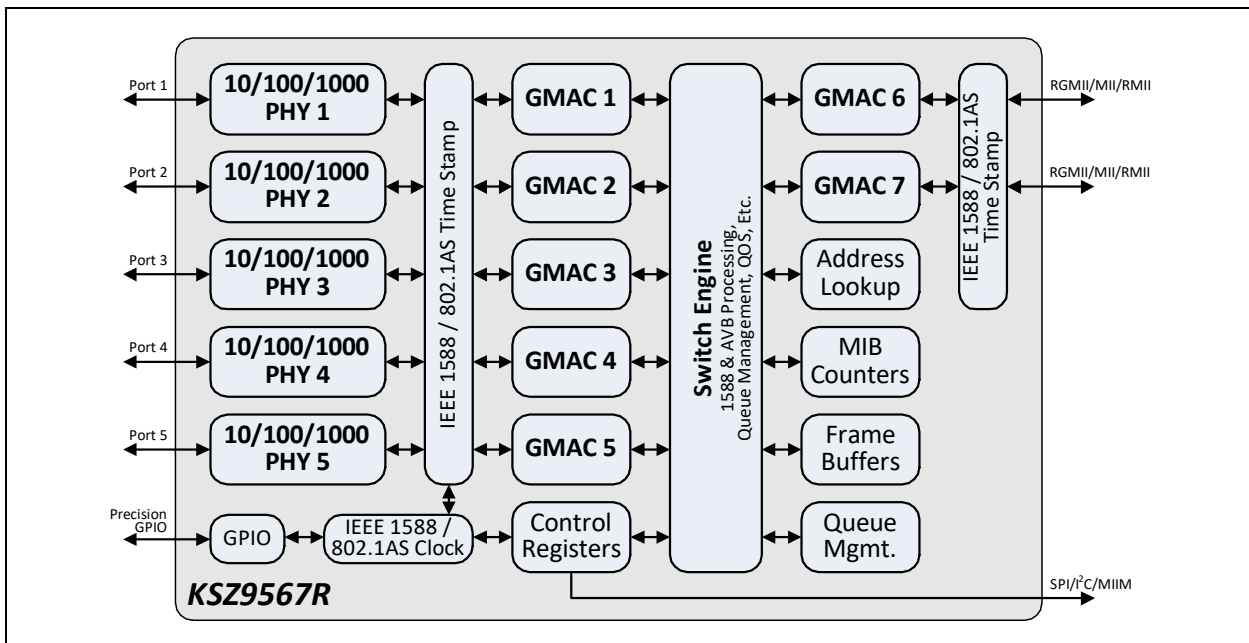 Port 1
10/100/1000
PHY 1
GMAC 1
GMAC 6
RGMII/MII/RMII
Port 2
10/100/1000
PHY 2
GMAC 2
GMAC 7
RGMII/MII/RMII
Port 3
10/100/1000
PHY 3
GMAC 3
Address
Lookup
Port 4
10/100/1000
PHY 4
GMAC 4
MIB
Counters
Port 5
10/100/1000
PHY 5
GMAC 5
Frame
Buffers
IEEE 1588 / 802.1AS Time Stamp
Switch Engine
1588 & AVB Processing,
Queue Management, QOS, Etc.
IEEE 1588 / 802.1AS
Time Stamp
Precision
GPIO
GPIO
IEEE 1588 /
802.1AS Clock
Control
Registers
Queue
Mgmt.
KSZ9567R
SPI/I²C/MIIM